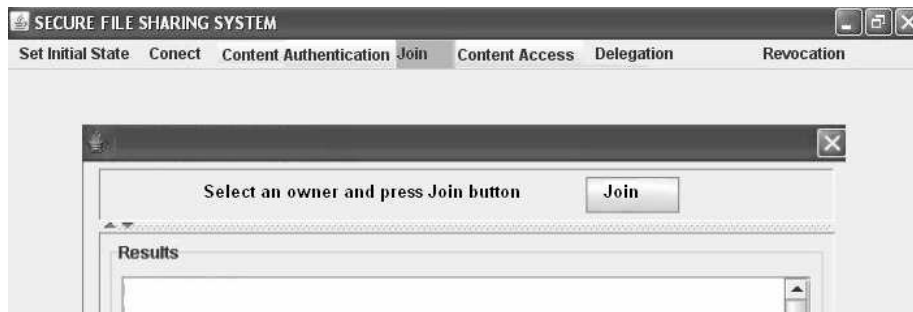 SECURE FILE SHARING SYSTEM
Set Initial State Conect Content Authentication Join Content Access Delegation Revocation
Select an owner and press Join button Join
Results